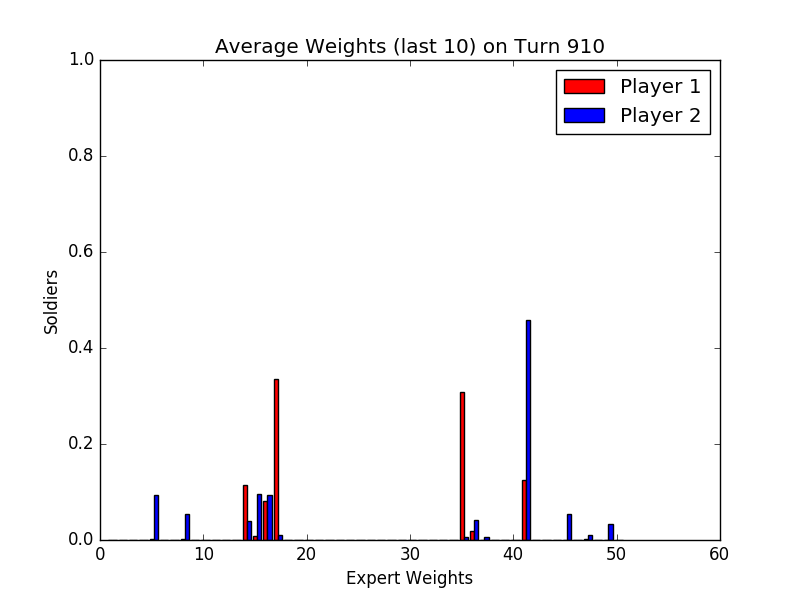 Average Weights (last 10) on Turn 910
1.0
0.8
0.6
0.4
0.2
0.0
Soldiers
Player 1
Player 2
0 10 20 30 40 50 60
Expert Weights